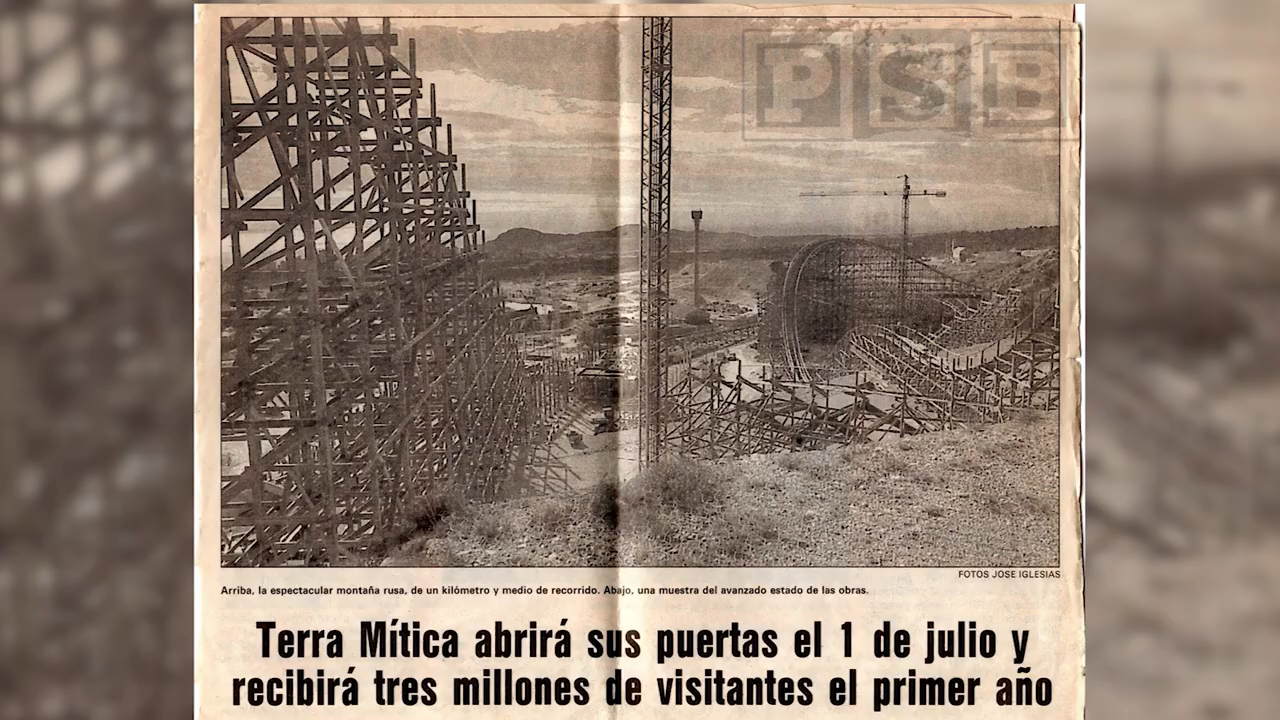 PSB
FOTOS JOSE IGLESIAS
Arriba, la espectacular montaña rusa, de un kilómetro y medio de recorrido. Abajo, una muestra del avanzado estado de las obras.
Terra Mítica abrirá sus puertas el 1 de julio y
recibirá tres millones de visitantes el primer año